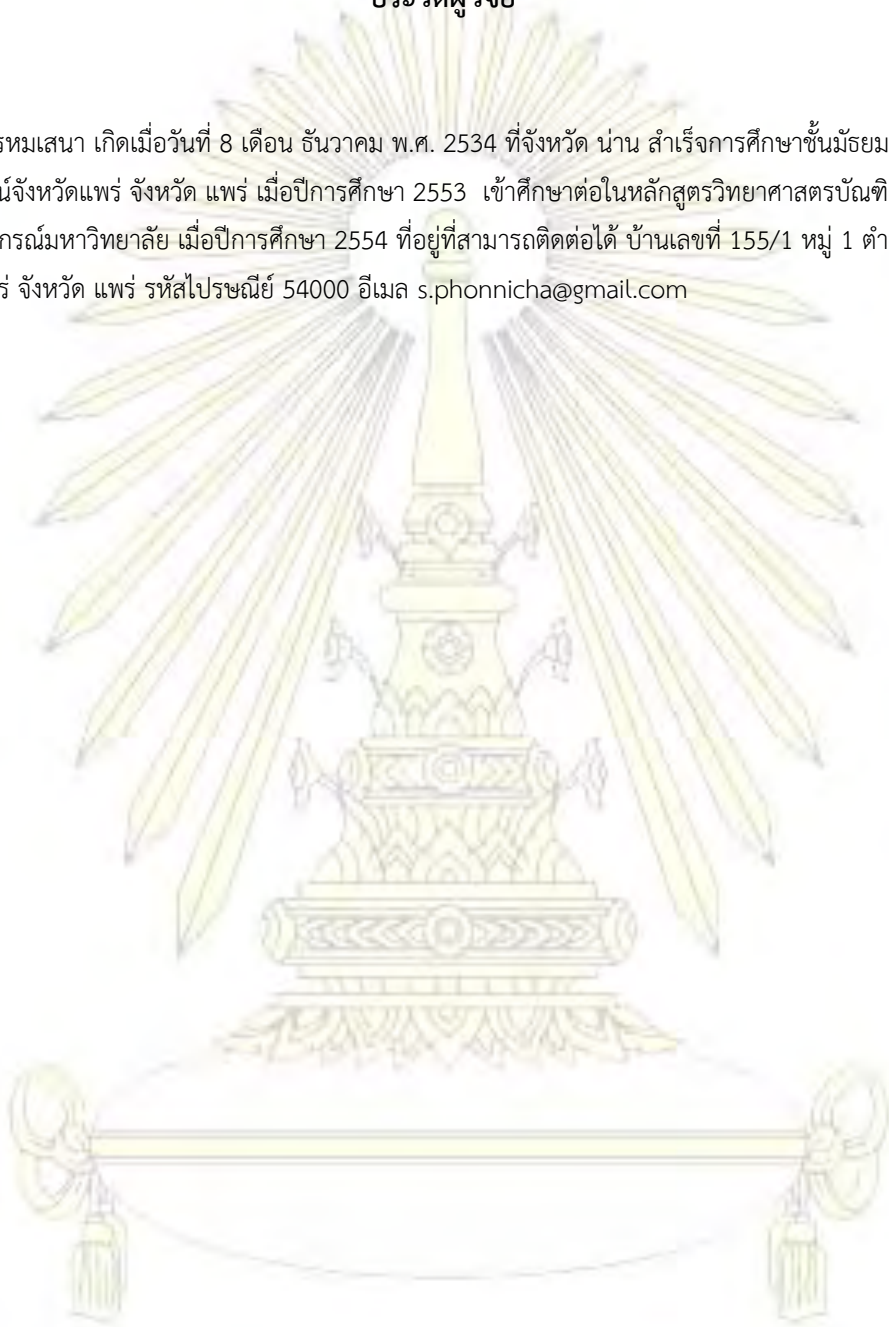 รหมเสนา เกิดเมื่อวันที่ 8 เดือน ธันวาคม พ.ศ. 2534 ที่จังหวัด น่าน สำเร็จการศึกษาชั้นมัธยม
น์จังหวัดแพร่ จังหวัด แพร่ เมื่อปีการศึกษา 2553 เข้าศึกษาต่อในหลักสูตรวิทยาศาสตรบัณฑิ
กรณ์มหาวิทยาลัย เมื่อปีการศึกษา 2554 ที่อยู่ที่สามารถติดต่อได้ บ้านเลขที่ 155/1 หมู่ 1 ตำ
ร่ จังหวัด แพร่ รหัสไปรษณีย์ 54000 อีเมล s.phonnicha@gmail.com